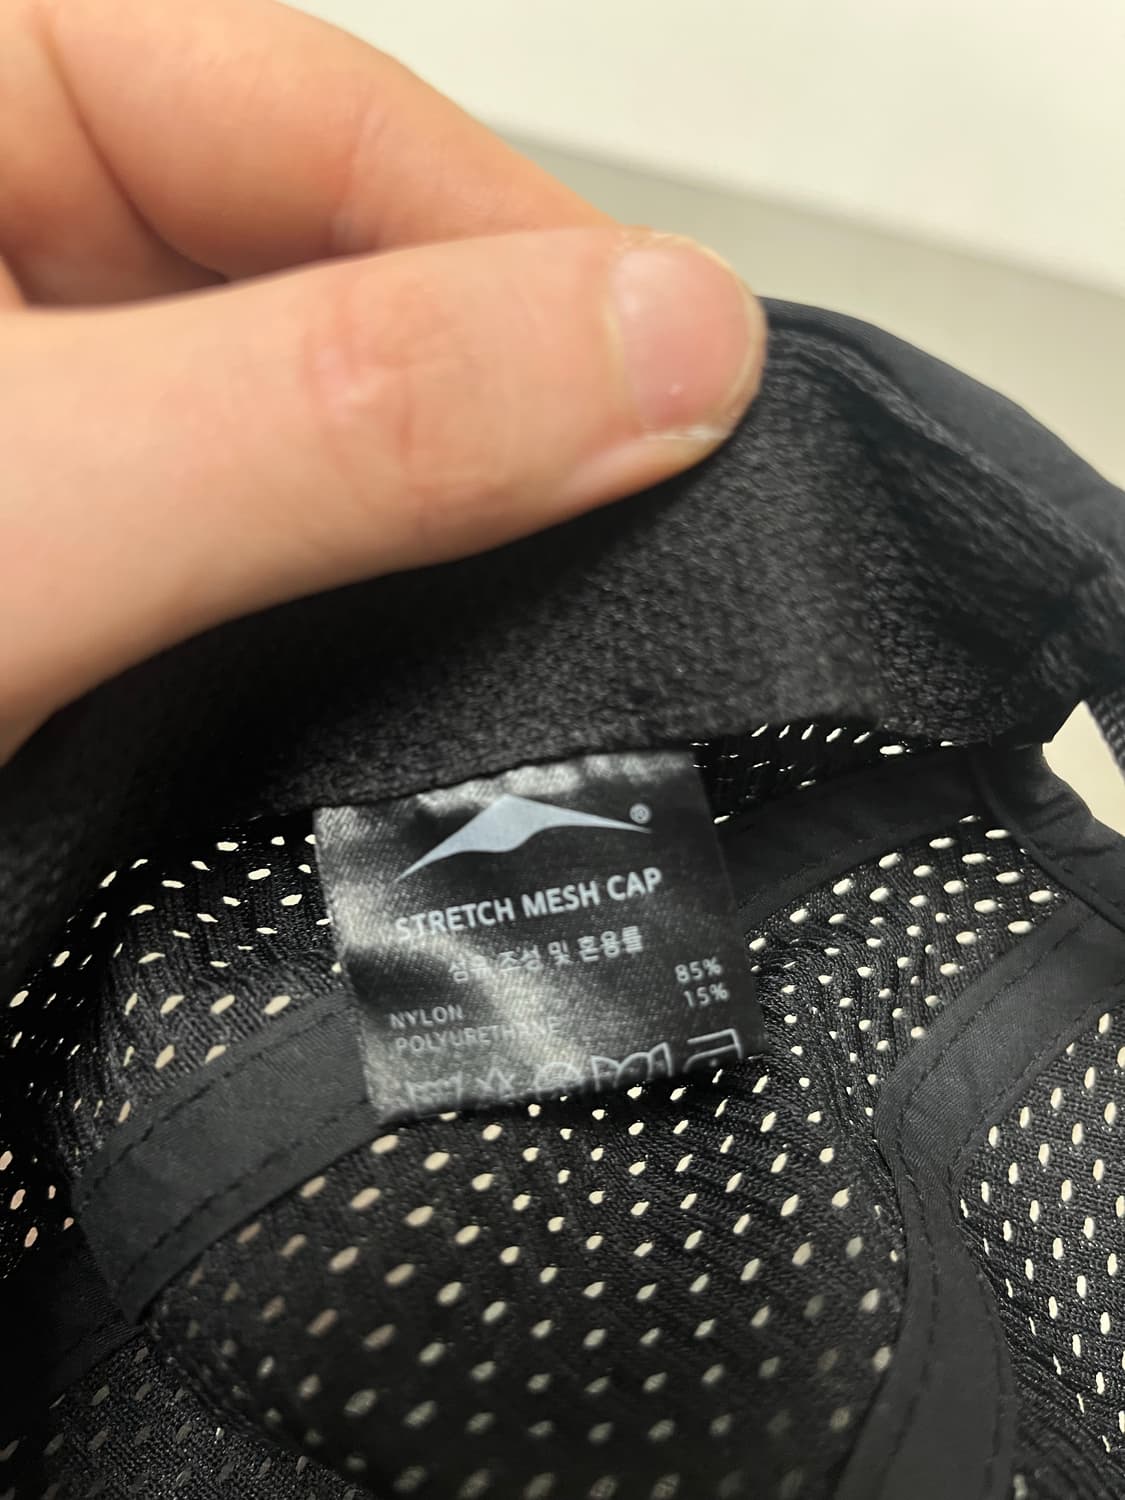 ®
STRETCH MESH CAP
섬유 조성 및 혼용률
NYLON 85%
POLYURETHANE 15%